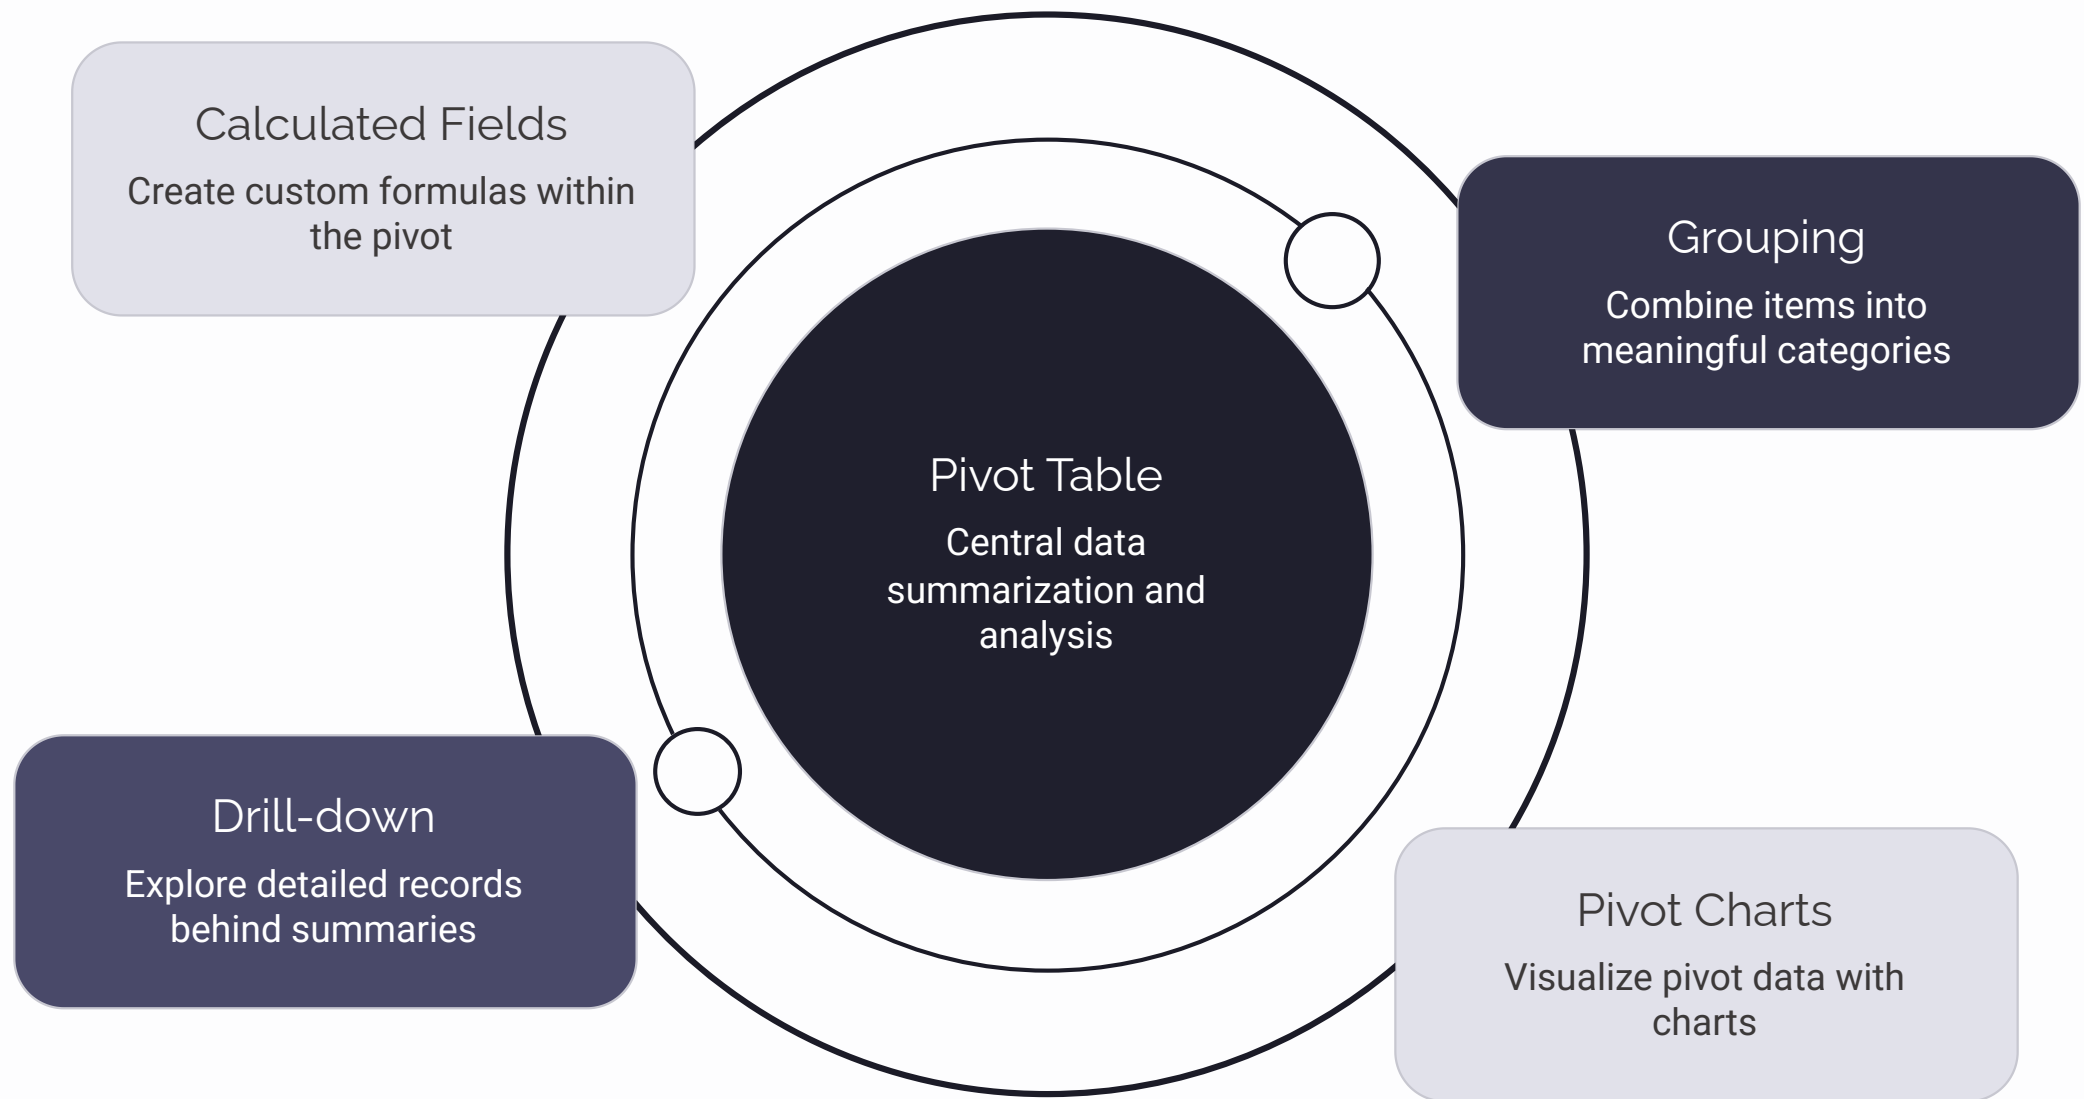 Calculated Fields
Create custom formulas within
the pivot
Grouping
Combine items into
meaningful categories
Pivot Table
Central data
summarization and
analysis
Drill-down
Explore detailed records
behind summaries
Pivot Charts
Visualize pivot data with
charts